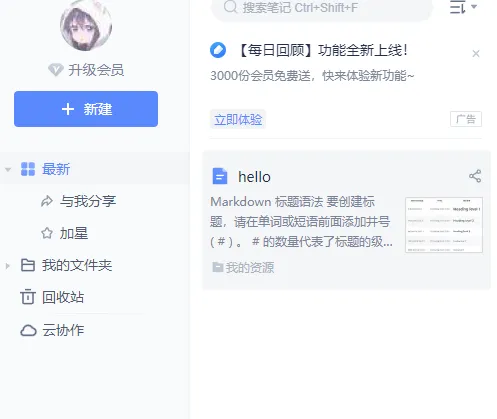 搜索笔记 Ctrl+Shift+F
升级会员
+ 新建
最新
与我分享
加星
我的文件夹
回收站
云协作
【每日回顾】功能全新上线！
3000份会员免费送，快来体验新功能~
立即体验
广告
hello
Markdown 标题语法 要创建标
题，请在单词或短语前面添加井号
( # ) 。 # 的数量代表了标题的级...
我的资源